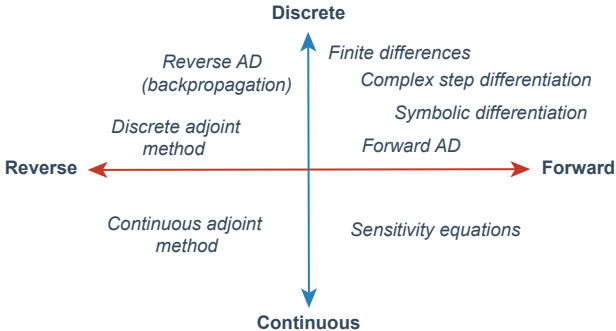 Discrete
Reverse AD
(backpropagation)
Finite differences
Complex step differentiation
Symbolic differentiation
Discrete adjoint
method
Forward AD
Reverse
Forward
Continuous adjoint
method
Sensitivity equations
Continuous